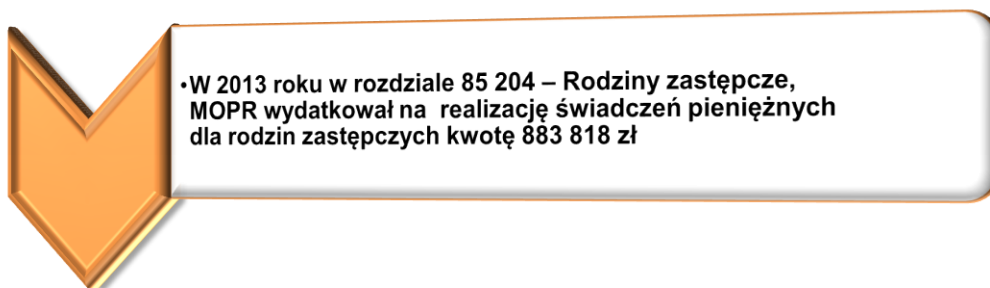 •W 2013 roku w rozdziale 85 204 – Rodziny zastępcze,
MOPR wydatkował na realizację świadczeń pieniężnych
dla rodzin zastępczych kwotę 883 818 zł